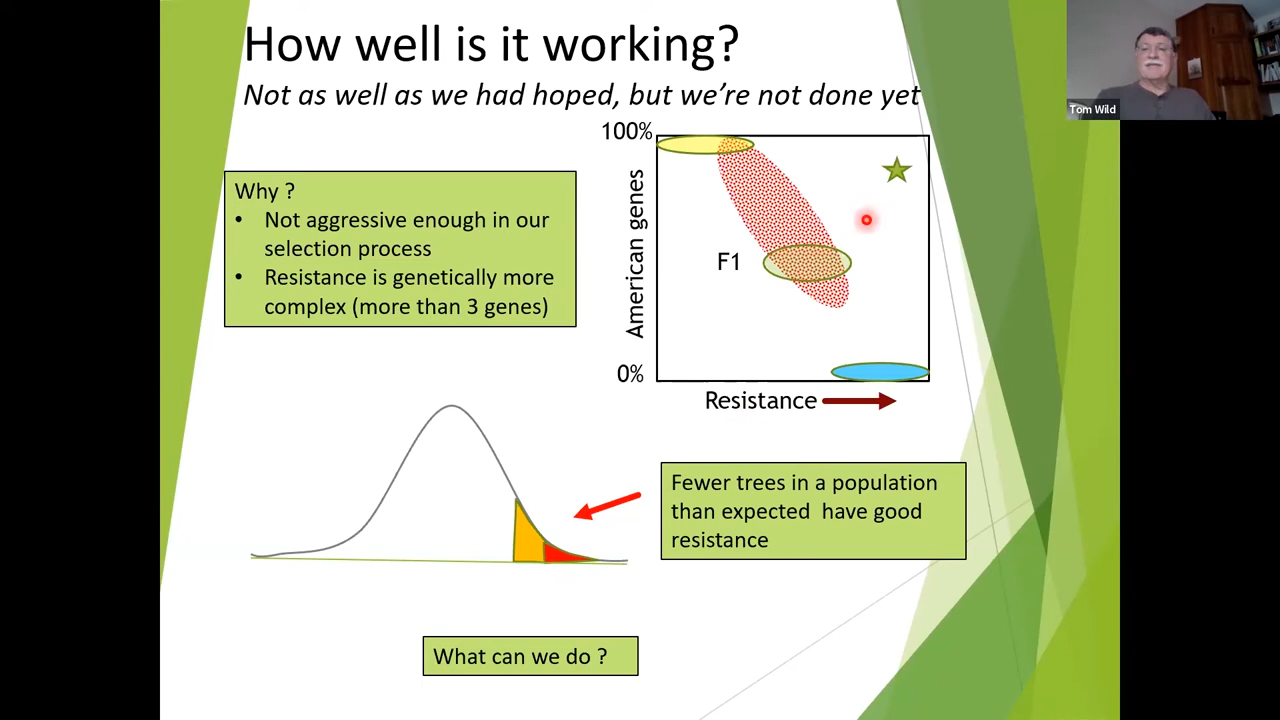 How well is it working?
Not as well as we had hoped, but we're not done yet
Tom Wild
Why ?
• Not aggressive enough in our
selection process
• Resistance is genetically more
complex (more than 3 genes)
100%
American genes
F1
0%
Resistance
Fewer trees in a population
than expected have good
resistance
What can we do ?